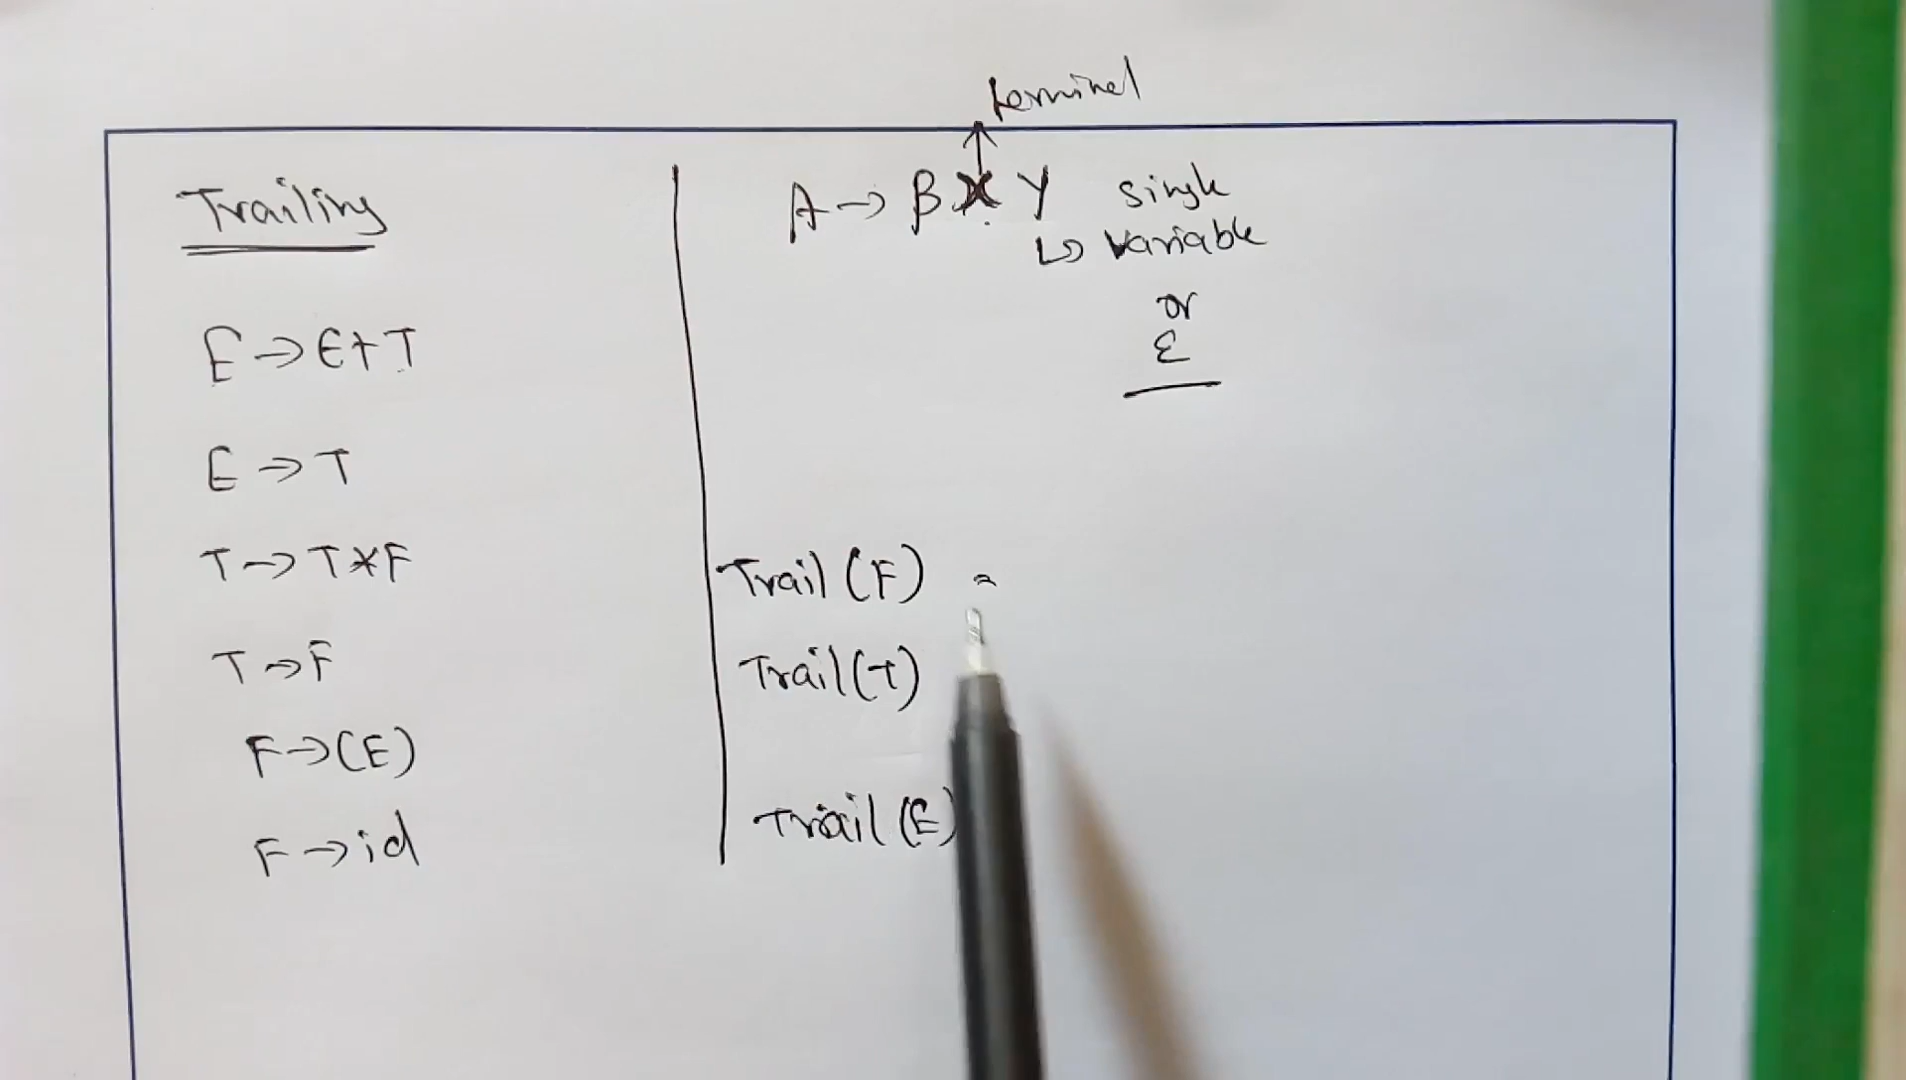 Trailing
E → E+T
E → T
T → T*F
T → F
F → (E)
F → id
terminal
A → β X Y single
↳ variable
or
ε
Trail (F) =
Trail (T)
Trail (E)